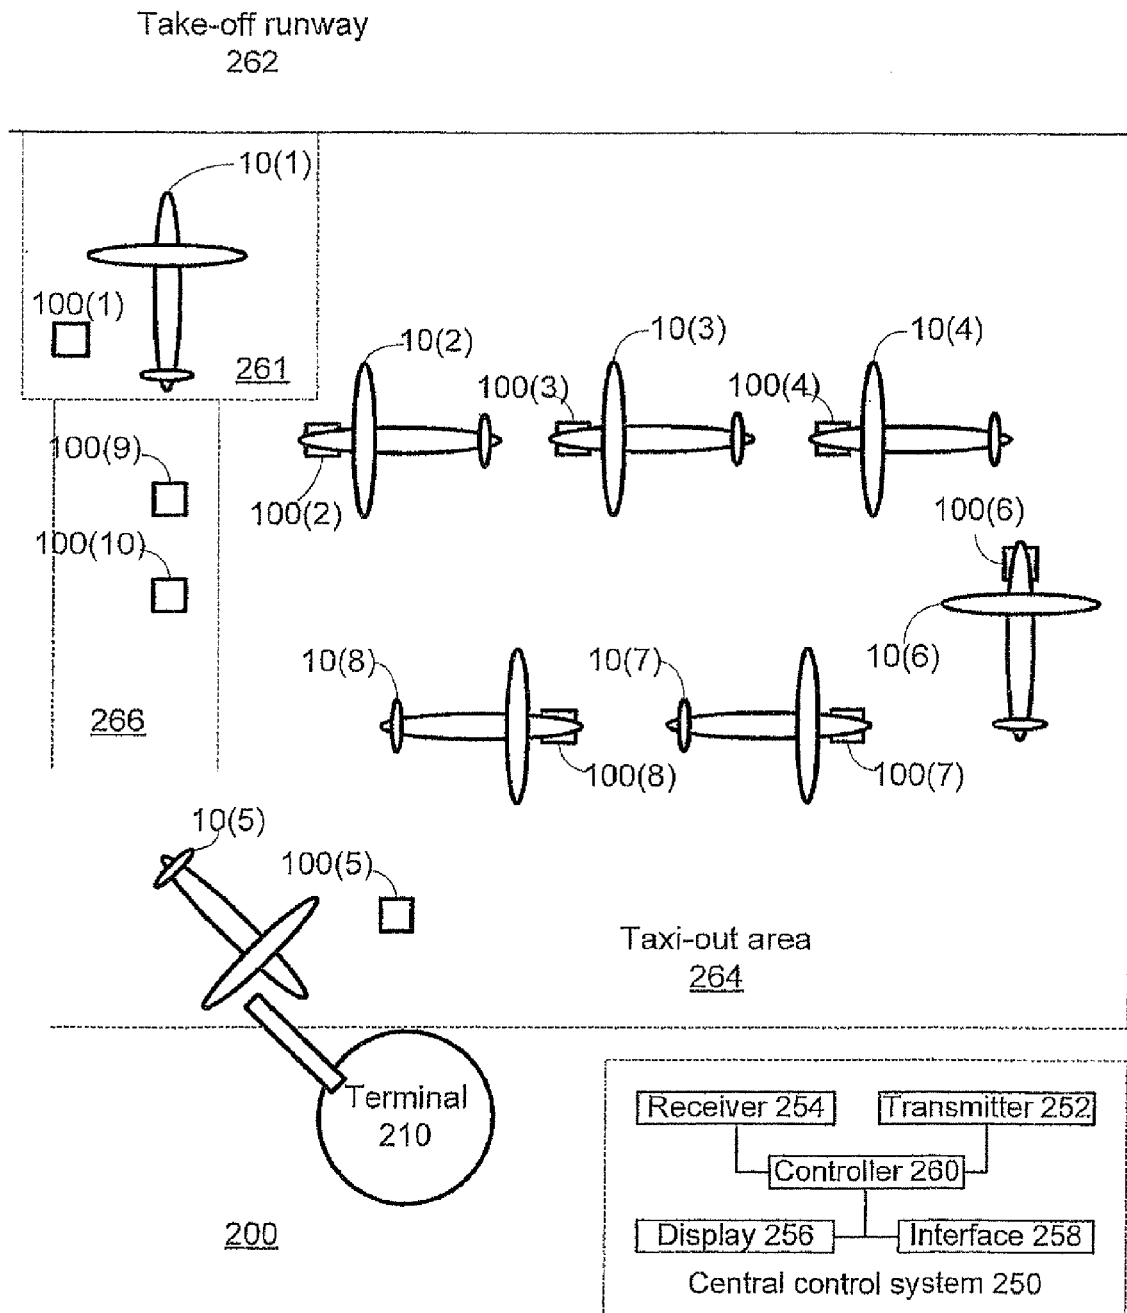 Take-off runway
262
10(1)
100(1)
261
10(2)
10(3)
10(4)
100(3)
100(4)
100(9)
100(2)
100(6)
100(10)
10(8)
10(7)
10(6)
266
100(8)
100(7)
10(5)
100(5)
Taxi-out area
264
Terminal
210
Receiver 254
Transmitter 252
Controller 260
200
Display 256
Interface 258
Central control system 250